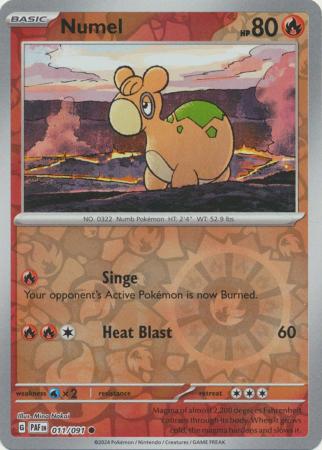 BASIC
Numel
HP 80
NO. 0322 Numb Pokémon HT: 2'4" WT: 52.9 lbs.
Singe
Your opponent's Active Pokémon is now Burned.
Heat Blast 60
weakness ×2 resistance retreat
Illus. Mina Nakai
G PAF EN 011/091
Magma of almost 2,200 degrees Fahrenheit
courses through its body. When it grows
cold, the magma hardens and slows it.
©2024 Pokémon / Nintendo / Creatures / GAME FREAK